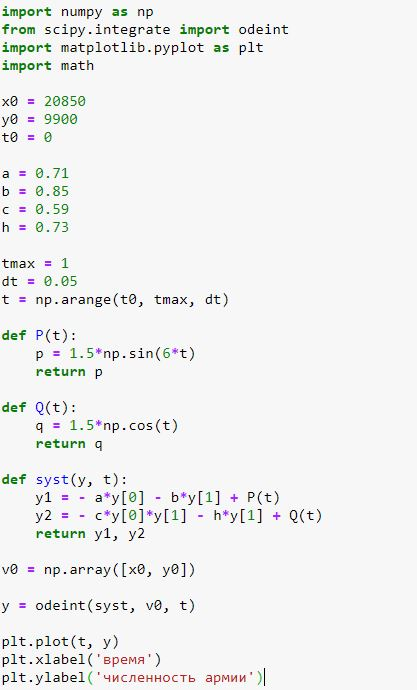 import numpy as np
from scipy.integrate import odeint
import matplotlib.pyplot as plt
import math
x0 = 20850
y0 = 9900
t0 = 0
a = 0.71
b = 0.85
c = 0.59
h = 0.73
tmax = 1
dt = 0.05
t = np.arange(t0, tmax, dt)
def P(t):
    p = 1.5*np.sin(6*t)
    return p
def Q(t):
    q = 1.5*np.cos(t)
    return q
def syst(y, t):
    y1 = - a*y[0] - b*y[1] + P(t)
    y2 = - c*y[0]*y[1] - h*y[1] + Q(t)
    return y1, y2
v0 = np.array([x0, y0])
y = odeint(syst, v0, t)
plt.plot(t, y)
plt.xlabel('время')
plt.ylabel('численность армии')